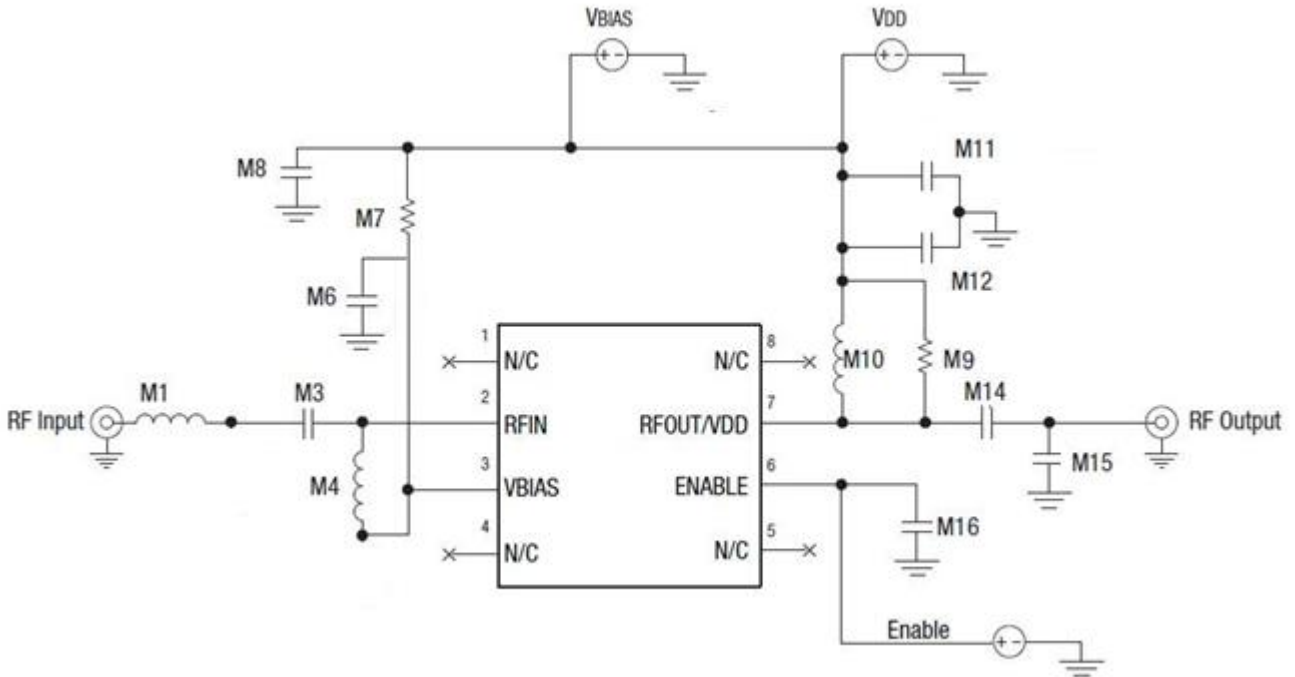 VBIAS
VDD
M8
M7
M11
M12
M6
1
N/C
8
N/C
M10
M9
M1
M3
2
7
M14
RF Input
RFIN
RFOUT/VDD
RF Output
M4
3
VBIAS
6
ENABLE
M15
4
N/C
5
N/C
M16
Enable